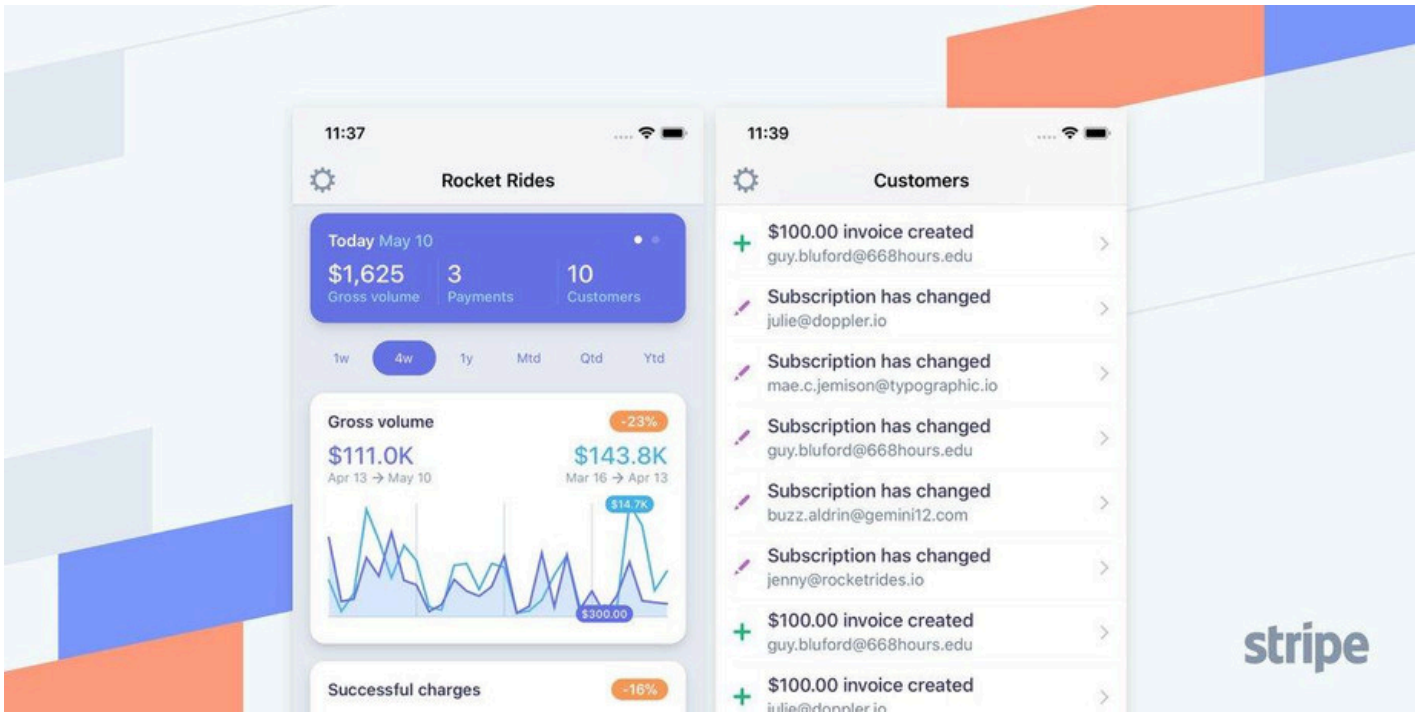 11:37
Rocket Rides
Today May 10
$1,625 3 10
Gross volume Payments Customers
1w 4w 1y Mtd Qtd Ytd
Gross volume -23%
$111.0K $143.8K
Apr 13 → May 10 Mar 16 → Apr 13
$14.7K
$300.00
Successful charges -16%
11:39
Customers
$100.00 invoice created
guy.bluford@668hours.edu
Subscription has changed
julie@doppler.io
Subscription has changed
mae.c.jemison@typographic.io
Subscription has changed
guy.bluford@668hours.edu
Subscription has changed
buzz.aldrin@gemini12.com
Subscription has changed
jenny@rocketrides.io
$100.00 invoice created
guy.bluford@668hours.edu
$100.00 invoice created
julie@doppler.io
stripe